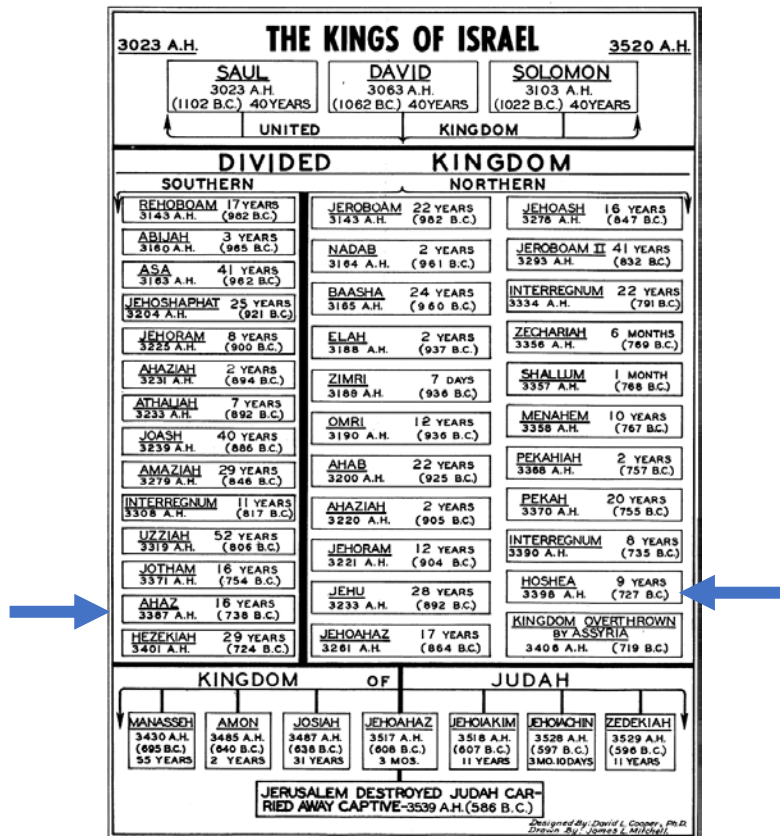 3023 A.H.
THE KINGS OF ISRAEL
3520 A.H.
SAUL
3023 A.H.
(1102 B.C.) 40 YEARS
DAVID
3063 A.H.
(1062 B.C.) 40 YEARS
SOLOMON
3103 A.H.
(1022 B.C.) 40 YEARS
UNITED KINGDOM
DIVIDED KINGDOM
SOUTHERN
REHOBOAM 17 YEARS
3143 A.H. (982 B.C.)
ABIJAH 3 YEARS
3160 A.H. (965 B.C.)
ASA 41 YEARS
3163 A.H. (962 B.C.)
JEHOSHAPHAT 25 YEARS
3204 A.H. (921 B.C.)
JEHORAM 8 YEARS
3225 A.H. (900 B.C.)
AHAZIAH 2 YEARS
3231 A.H. (894 B.C.)
ATHALIAH 7 YEARS
3233 A.H. (892 B.C.)
JOASH 40 YEARS
3239 A.H. (886 B.C.)
AMAZIAH 29 YEARS
3279 A.H. (846 B.C.)
INTERREGNUM 11 YEARS
3308 A.H. (817 B.C.)
UZZIAH 52 YEARS
3319 A.H. (806 B.C.)
JOTHAM 16 YEARS
3371 A.H. (754 B.C.)
AHAZ 16 YEARS
3387 A.H. (738 B.C.)
HEZEKIAH 29 YEARS
3401 A.H. (724 B.C.)
NORTHERN
JEROBOAM 22 YEARS
3143 A.H. (982 B.C.)
NADAB 2 YEARS
3164 A.H. (961 B.C.)
BAASHA 24 YEARS
3165 A.H. (960 B.C.)
ELAH 2 YEARS
3188 A.H. (937 B.C.)
ZIMRI 7 DAYS
3189 A.H. (936 B.C.)
OMRI 12 YEARS
3190 A.H. (936 B.C.)
AHAB 22 YEARS
3200 A.H. (925 B.C.)
AHAZIAH 2 YEARS
3220 A.H. (905 B.C.)
JEHORAM 12 YEARS
3221 A.H. (904 B.C.)
JEHU 28 YEARS
3233 A.H. (892 B.C.)
JEHOAHAZ 17 YEARS
3261 A.H. (864 B.C.)
JEHOASH 16 YEARS
3278 A.H. (847 B.C.)
JEROBOAM II 41 YEARS
3293 A.H. (832 B.C.)
INTERREGNUM 22 YEARS
3334 A.H. (791 B.C.)
ZECHARIAH 6 MONTHS
3356 A.H. (769 B.C.)
SHALLUM 1 MONTH
3357 A.H. (768 B.C.)
MENAHEM 10 YEARS
3358 A.H. (767 B.C.)
PEKAHIAH 2 YEARS
3368 A.H. (757 B.C.)
PEKAH 20 YEARS
3370 A.H. (755 B.C.)
INTERREGNUM 8 YEARS
3390 A.H. (735 B.C.)
HOSHEA 9 YEARS
3398 A.H. (727 B.C.)
KINGDOM OVERTHROWN
BY ASSYRIA
3406 A.H. (719 B.C.)
KINGDOM OF JUDAH
MANASSEH
3430 A.H.
(695 B.C.)
55 YEARS
AMON
3485 A.H.
(640 B.C.)
2 YEARS
JOSIAH
3487 A.H.
(638 B.C.)
31 YEARS
JEHOAHAZ
3517 A.H.
(608 B.C.)
3 MOS.
JEHOIAKIM
3518 A.H.
(607 B.C.)
11 YEARS
JEHOIACHIN
3528 A.H.
(597 B.C.)
3 MO. 10 DAYS
ZEDEKIAH
3529 A.H.
(596 B.C.)
11 YEARS
JERUSALEM DESTROYED JUDAH CAR-
RIED AWAY CAPTIVE-3539 A.H. (586 B.C.)
Designed By: David L. Cooper, Ph.D.
Drawn By: James L. Mitchell.